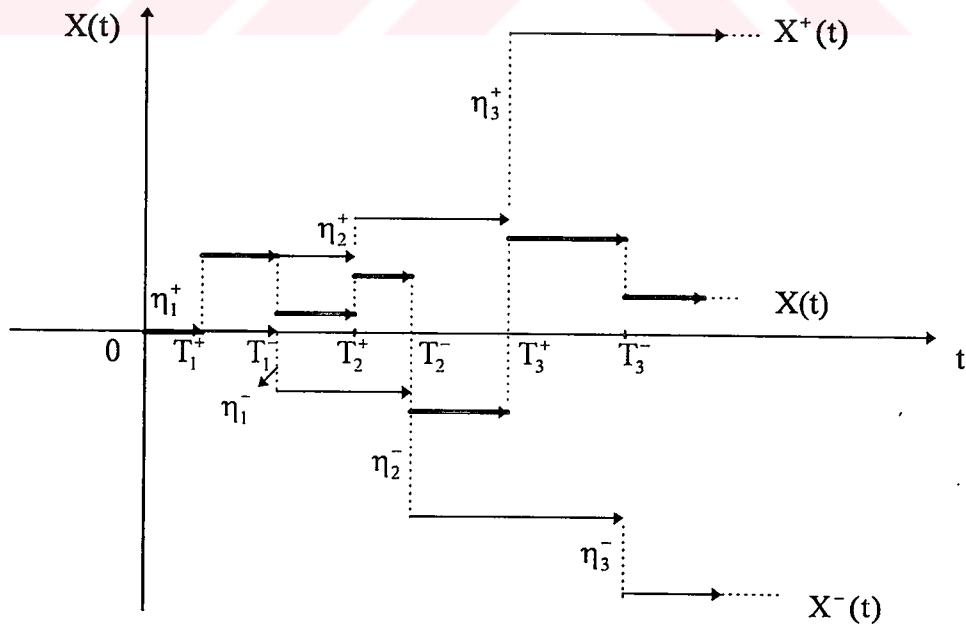 X(t)
X⁺(t)
η₃⁺
η₂⁺
η₁⁺
X(t)
0
T₁⁺
T₁⁻
T₂⁺
T₂⁻
T₃⁺
T₃⁻
t
η₁⁻
η₂⁻
η₃⁻
X⁻(t)